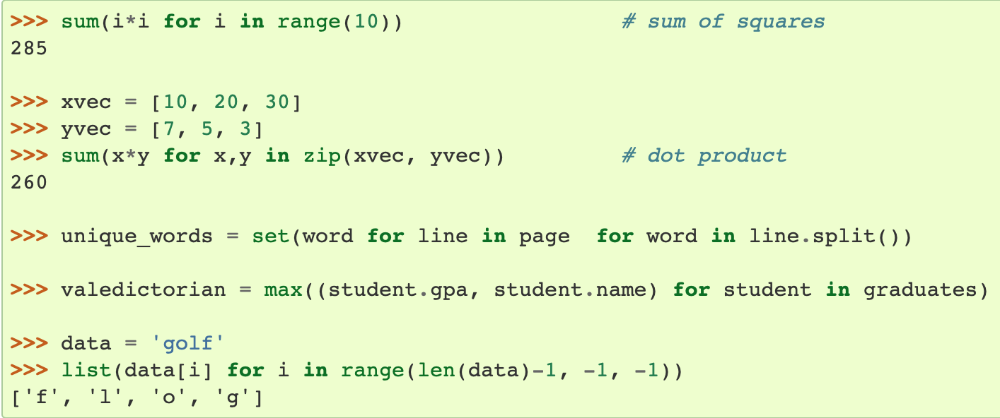 >>> sum(i*i for i in range(10))                 # sum of squares
285
>>> xvec = [10, 20, 30]
>>> yvec = [7, 5, 3]
>>> sum(x*y for x,y in zip(xvec, yvec))         # dot product
260
>>> unique_words = set(word for line in page  for word in line.split())
>>> valedictorian = max((student.gpa, student.name) for student in graduates)
>>> data = 'golf'
>>> list(data[i] for i in range(len(data)-1, -1, -1))
['f', 'l', 'o', 'g']